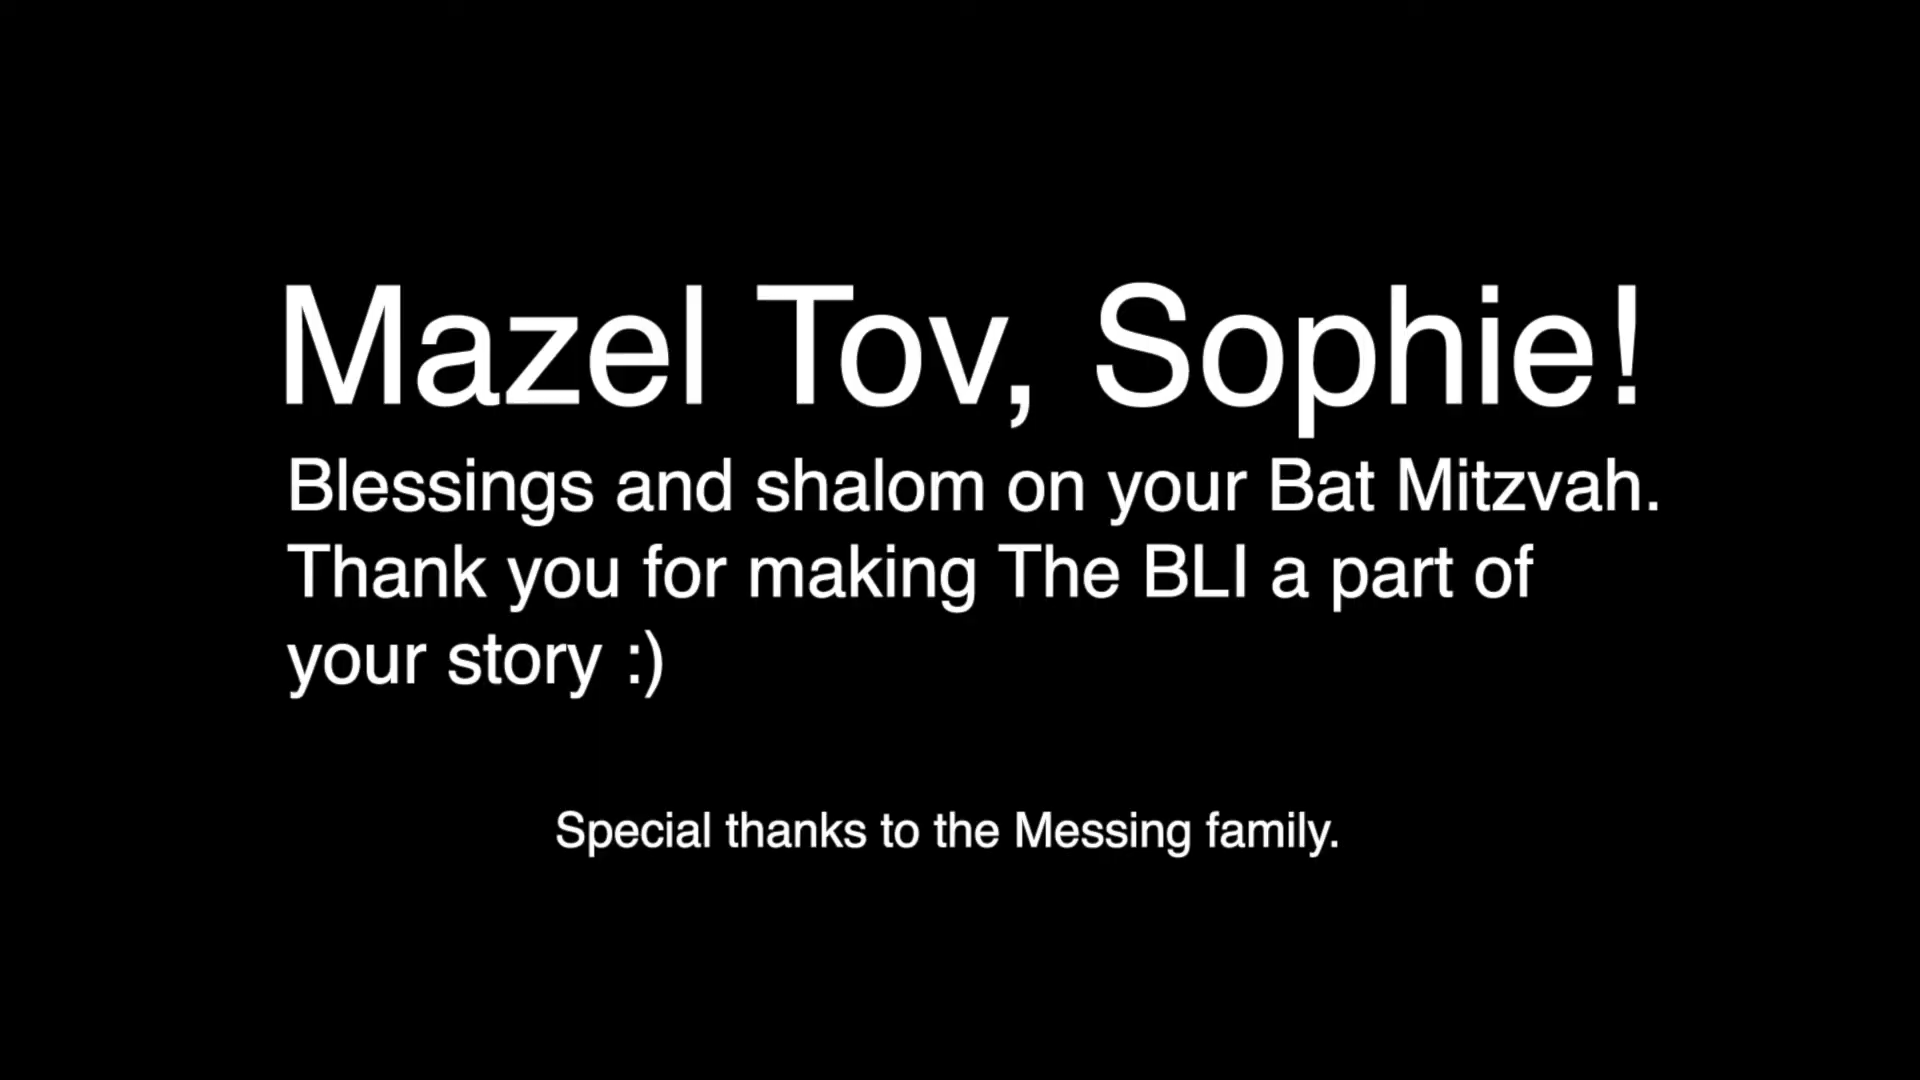 Mazel Tov, Sophie!
Blessings and shalom on your Bat Mitzvah.
Thank you for making The BLI a part of
your story :)
Special thanks to the Messing family.